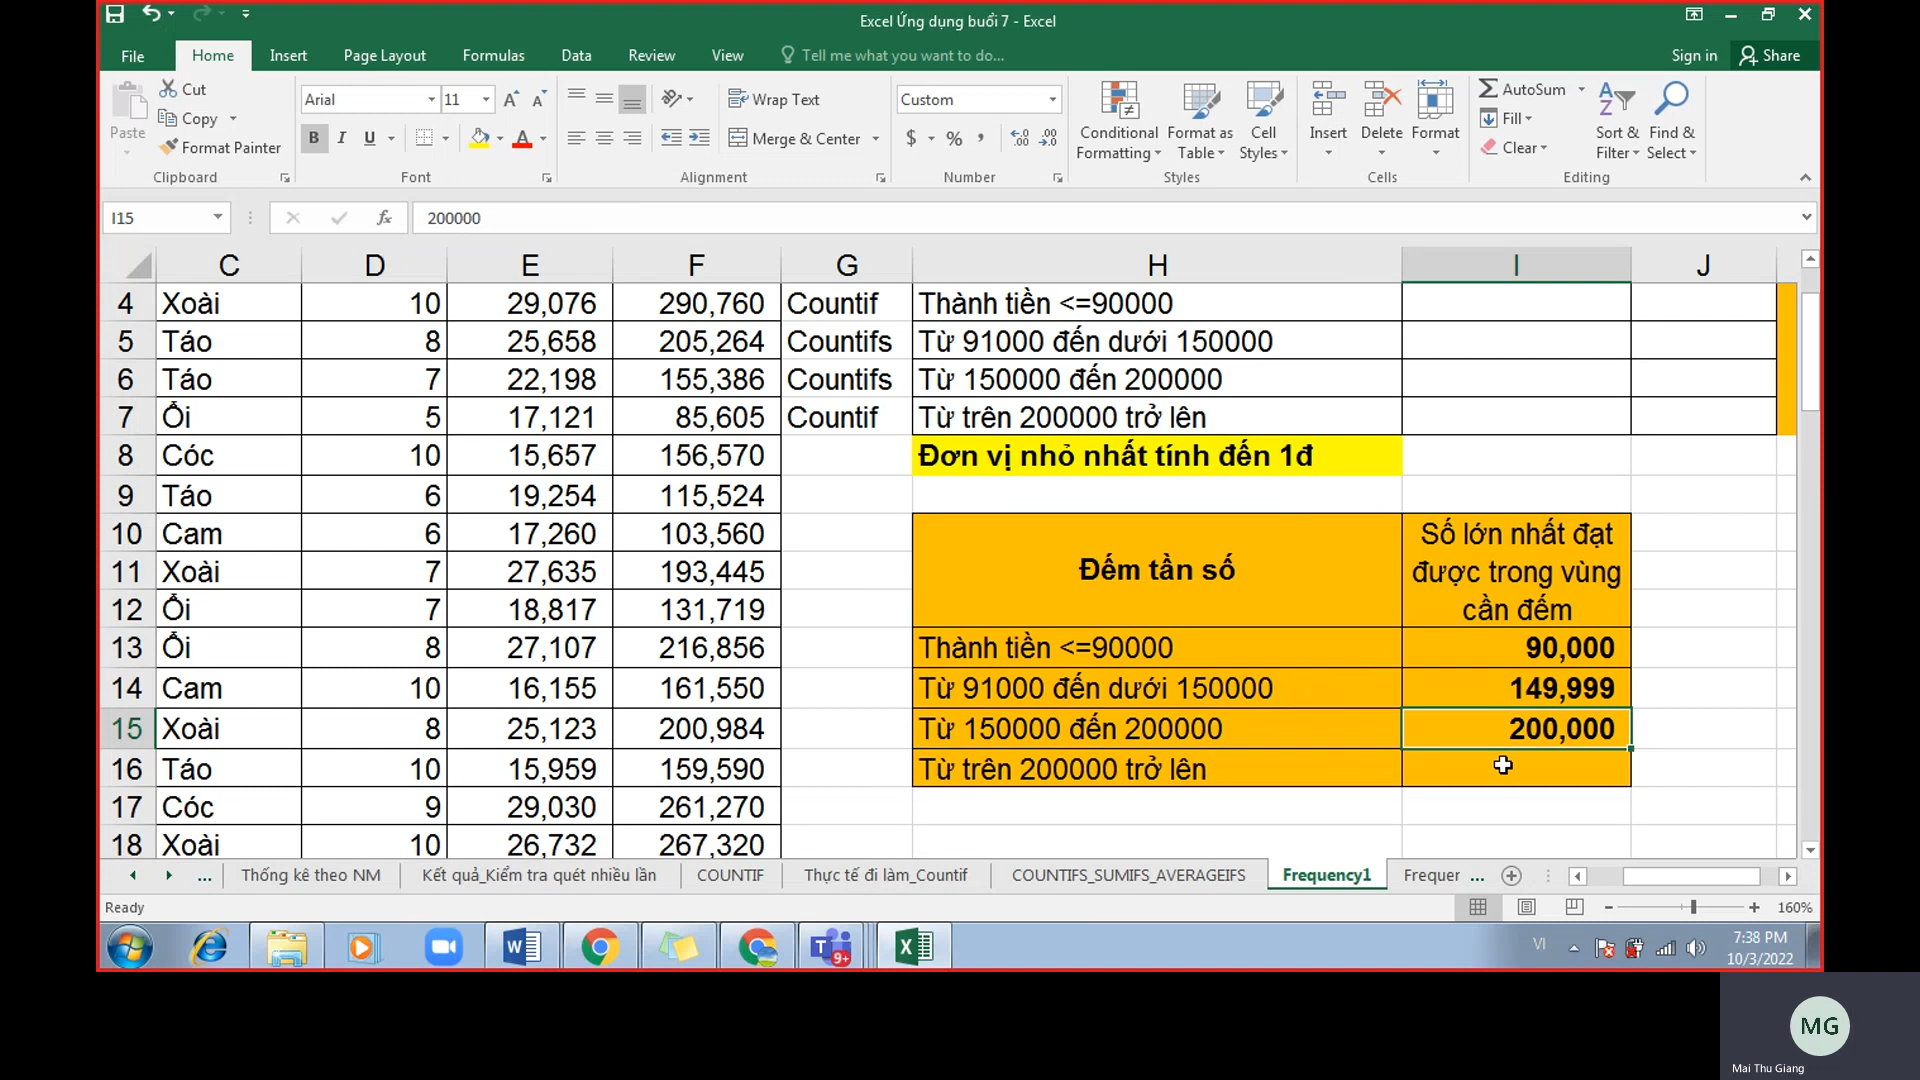 Excel Ứng dụng buổi 7 - Excel
File Home Insert Page Layout Formulas Data Review View Tell me what you want to do... Sign in Share
Paste Cut
Copy
Format Painter
Clipboard
Arial 11
B I U
Font
Wrap Text
Merge & Center
Alignment
Custom
$ % ,
Number
Conditional Formatting
Format as Table
Cell Styles
Styles
Insert Delete Format
Cells
AutoSum
Fill
Clear
Sort & Filter
Find & Select
Editing
I15 fx 200000
C D E F G H I J
4 Xoài 10 29,076 290,760 Countif Thành tiền <=90000
5 Táo 8 25,658 205,264 Countifs Từ 91000 đến dưới 150000
6 Táo 7 22,198 155,386 Countifs Từ 150000 đến 200000
7 Ổi 5 17,121 85,605 Countif Từ trên 200000 trở lên
8 Cóc 10 15,657 156,570 Đơn vị nhỏ nhất tính đến 1đ
9 Táo 6 19,254 115,524
10 Cam 6 17,260 103,560 Số lớn nhất đạt
11 Xoài 7 27,635 193,445 Đếm tần số được trong vùng
12 Ổi 7 18,817 131,719 cần đếm
13 Ổi 8 27,107 216,856 Thành tiền <=90000 90,000
14 Cam 10 16,155 161,550 Từ 91000 đến dưới 150000 149,999
15 Xoài 8 25,123 200,984 Từ 150000 đến 200000 200,000
16 Táo 10 15,959 159,590 Từ trên 200000 trở lên
17 Cóc 9 29,030 261,270
18 Xoài 10 26,732 267,320
... Thống kê theo NM Kết quả_Kiểm tra quét nhiều lần COUNTIF Thực tế đi làm_Countif COUNTIFS_SUMIFS_AVERAGEIFS Frequency1 Frequer ...
Ready 160%
VI 7:38 PM
10/3/2022
9+
MG
Mai Thu Giang